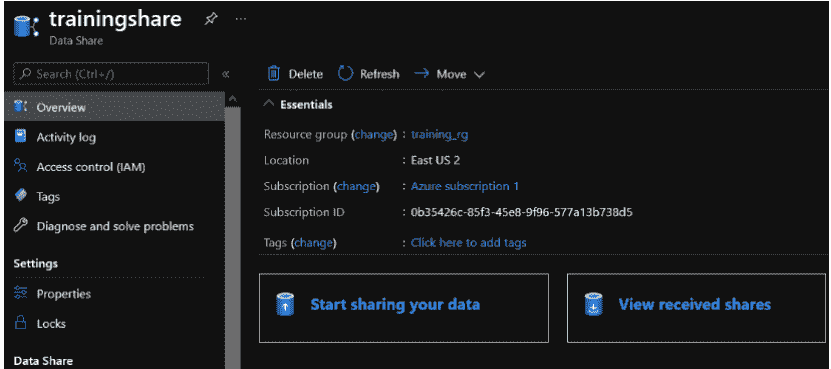 trainingshare
Data Share
Search (Ctrl+/)
Overview
Activity log
Access control (IAM)
Tags
Diagnose and solve problems
Settings
Properties
Locks
Data Share
Delete Refresh Move
Essentials
Resource group (change) : training_rg
Location : East US 2
Subscription (change) : Azure subscription 1
Subscription ID : 0b35426c-85f3-45e8-9f96-577a13b738d5
Tags (change) : Click here to add tags
Start sharing your data
View received shares